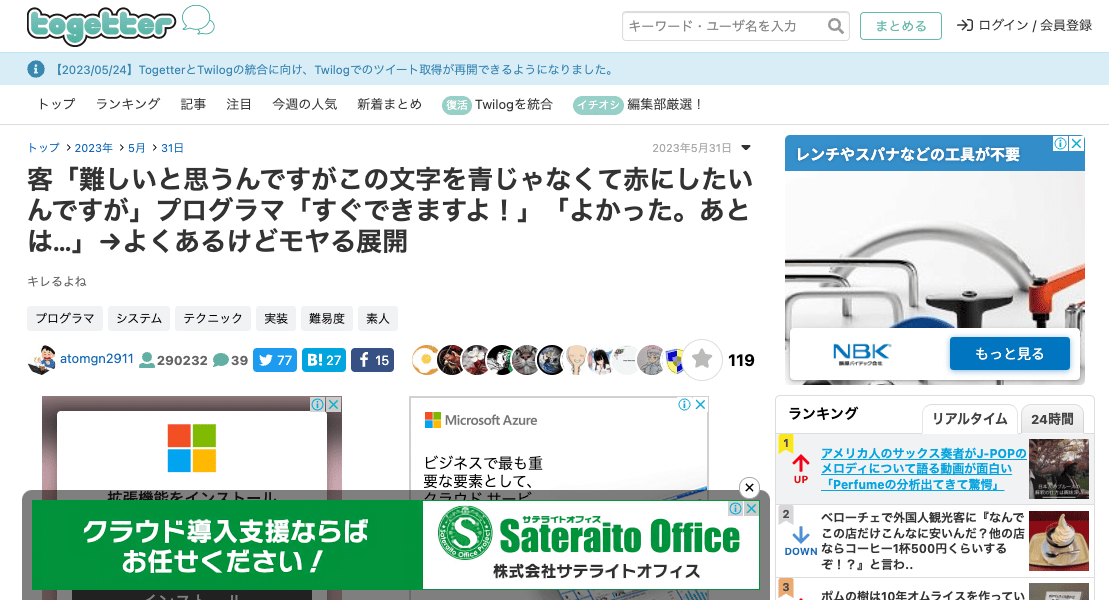 togetter
キーワード・ユーザ名を入力
まとめる
ログイン / 会員登録
【2023/05/24】TogetterとTwilogの統合に向け、Twilogでのツイート取得が再開できるようになりました。
トップ ランキング 記事 注目 今週の人気 新着まとめ 復活 Twilogを統合 イチオシ 編集部厳選！
トップ 2023年 5月 31日
2023年5月31日
客「難しいと思うんですがこの文字を青じゃなくて赤にしたい
んですが」プログラマ「すぐできますよ！」「よかった。あと
は…」→よくあるけどモヤる展開
キレるよね
プログラマ システム テクニック 実装 難易度 素人
atomgn2911 290232 39 77 B! 27 f 15
119
レンチやスパナなどの工具が不要
NBK
鍋屋バイテック会社
もっと見る
Microsoft Azure
ビジネスで最も重
要な要素として、
クラウド サービ
拡張機能をインストール
クラウド導入支援ならば
お任せください！
Sateraito Office Project
サテライトオフィス
Sateraito Office
株式会社サテライトオフィス
インストール
ランキング
リアルタイム
24時間
1
UP
アメリカ人のサックス奏者がJ-POPの
メロディについて語る動画が面白い
「Perfumeの分析出てきて驚愕」
2
DOWN
ベローチェで外国人観光客に『なんで
この店だけこんなに安いんだ？他の店
ならコーヒー1杯500円くらいする
ぞ！？』と言わ..
3
ポムの樹は10年オムライスを作ってい